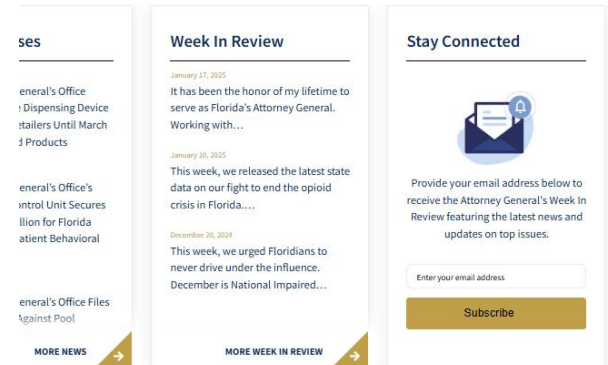 ses
eneral's Office
Dispensing Device
etailers Until March
d Products
eneral's Office's
ontrol Unit Secures
llion for Florida
atient Behavioral
eneral's Office Files
Against Pool
MORE NEWS
Week In Review
January 17, 2025
It has been the honor of my lifetime to
serve as Florida's Attorney General.
Working with…
January 10, 2025
This week, we released the latest state
data on our fight to end the opioid
crisis in Florida.…
December 20, 2024
This week, we urged Floridians to
never drive under the influence.
December is National Impaired…
MORE WEEK IN REVIEW
Stay Connected
Provide your email address below to
receive the Attorney General's Week In
Review featuring the latest news and
updates on top issues.
Enter your email address
Subscribe